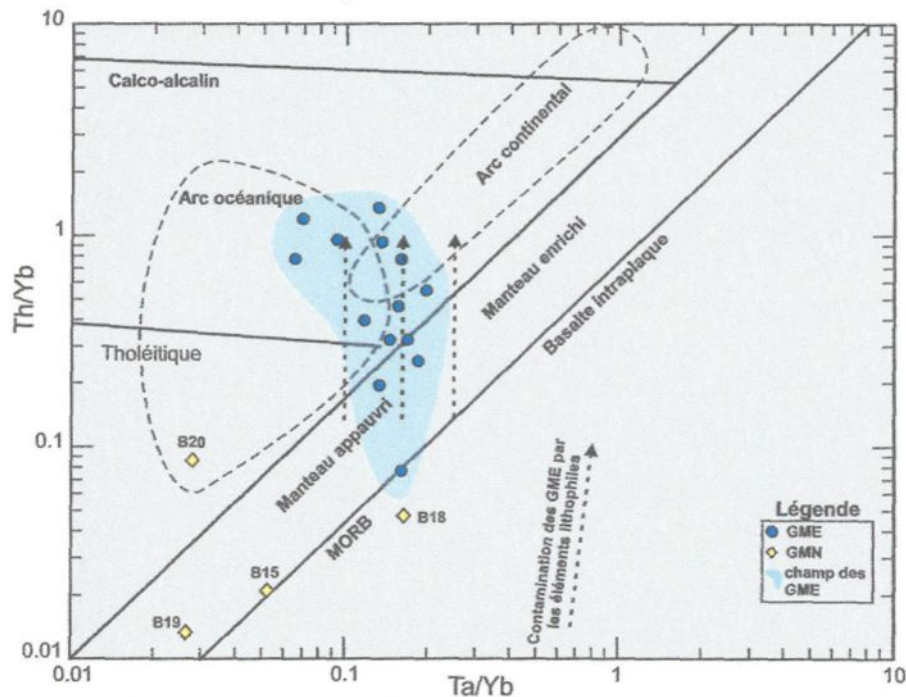 10
Calco-alcalin
Arc continental
Arc océanique
1
Th/Yb
Manteau enrichi
Basalte intraplaque
Tholéitique
B20
0.1
Manteau appauvri
MORB
B18
Contamination des GME par
les éléments lithophiles
Légende
GME
GMN
champ des
GME
B15
B19
0.01
0.01
0.1
1
10
Ta/Yb